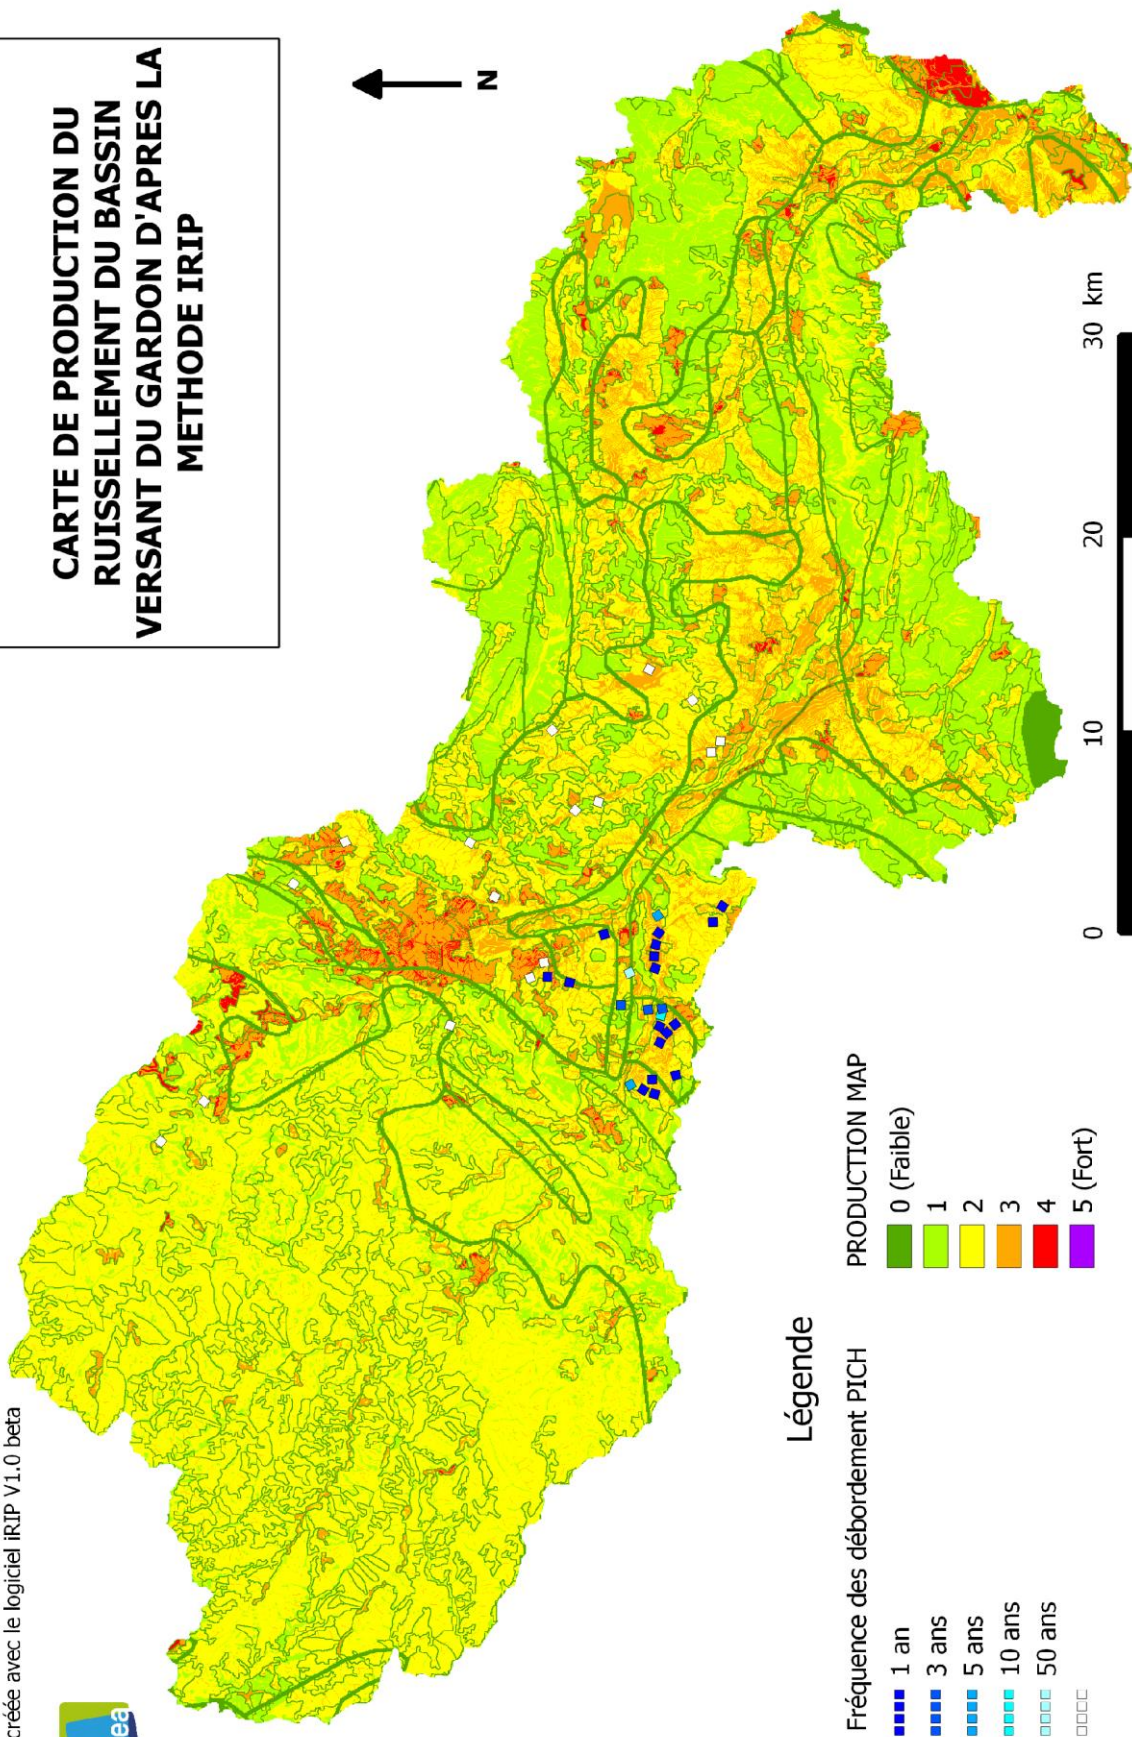 créée avec le logiciel iRIP V1.0 beta
ea
CARTE DE PRODUCTION DU
RUISSELLEMENT DU BASSIN
VERSANT DU GARDON D'APRES LA
METHODE IRIP
N
Légende
Fréquence des débordement PICH
1 an
3 ans
5 ans
10 ans
50 ans
PRODUCTION MAP
0 (Faible)
1
2
3
4
5 (Fort)
0 10 20 30 km